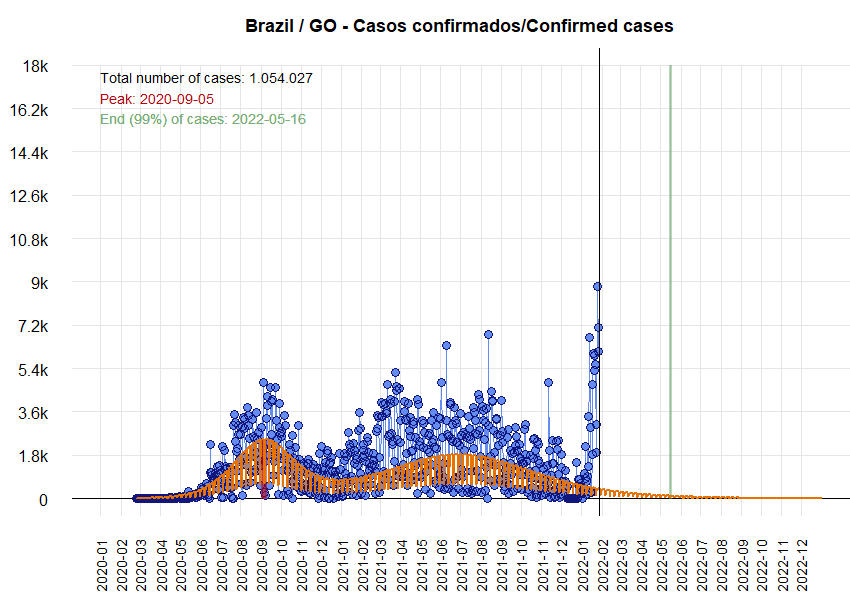 Brazil / GO - Casos confirmados/Confirmed cases
18k
Total number of cases: 1.054.027
Peak: 2020-09-05
End (99%) of cases: 2022-05-16
16.2k
14.4k
12.6k
10.8k
9k
7.2k
5.4k
3.6k
1.8k
0
2020-01
2020-02
2020-03
2020-04
2020-05
2020-06
2020-07
2020-08
2020-09
2020-10
2020-11
2020-12
2021-01
2021-02
2021-03
2021-04
2021-05
2021-06
2021-07
2021-08
2021-09
2021-10
2021-11
2021-12
2022-01
2022-02
2022-03
2022-04
2022-05
2022-06
2022-07
2022-08
2022-09
2022-10
2022-11
2022-12